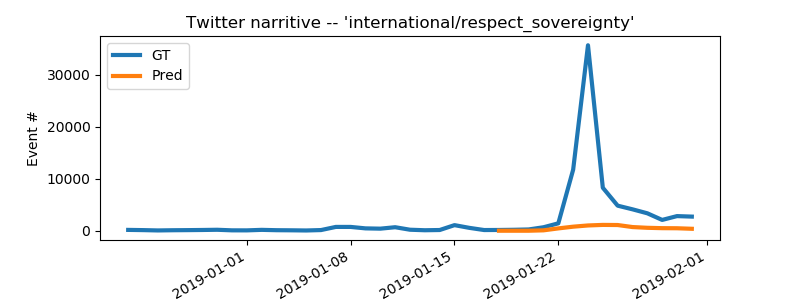 Twitter narritive -- 'international/respect_sovereignty'
GT
Pred
Event #
30000
20000
10000
0
2019-01-01
2019-01-08
2019-01-15
2019-01-22
2019-02-01